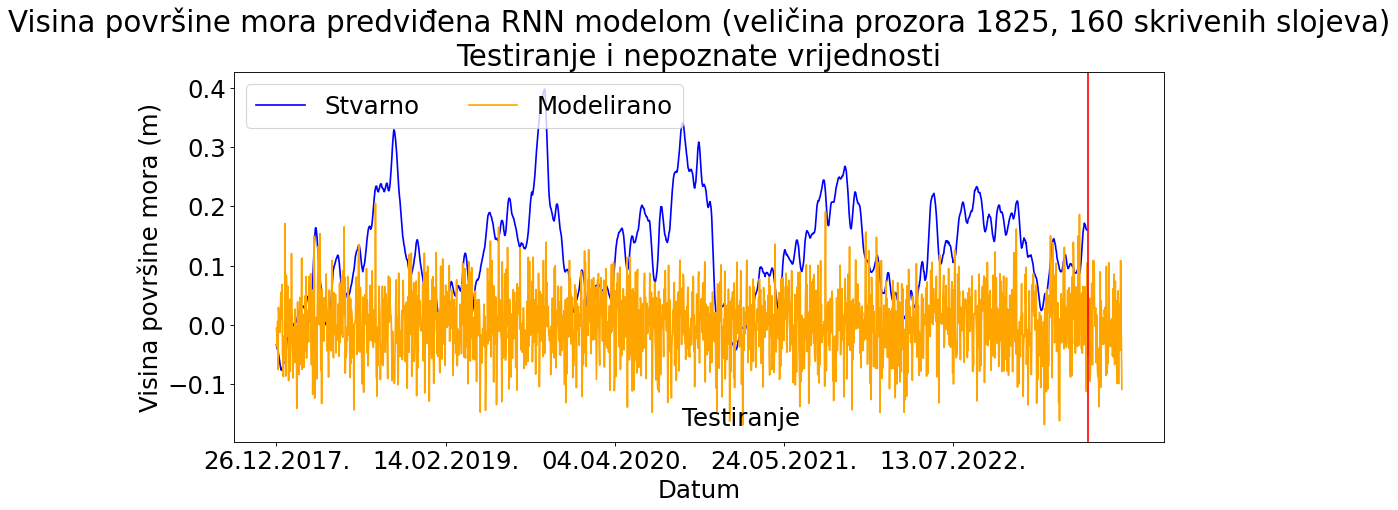 Visina površine mora predviđena RNN modelom (veličina prozora 1825, 160 skrivenih slojeva)
Testiranje i nepoznate vrijednosti
Stvarno
Modelirano
Visina površine mora (m)
0.4
0.3
0.2
0.1
0.0
−0.1
Testiranje
26.12.2017.
14.02.2019.
04.04.2020.
24.05.2021.
13.07.2022.
Datum